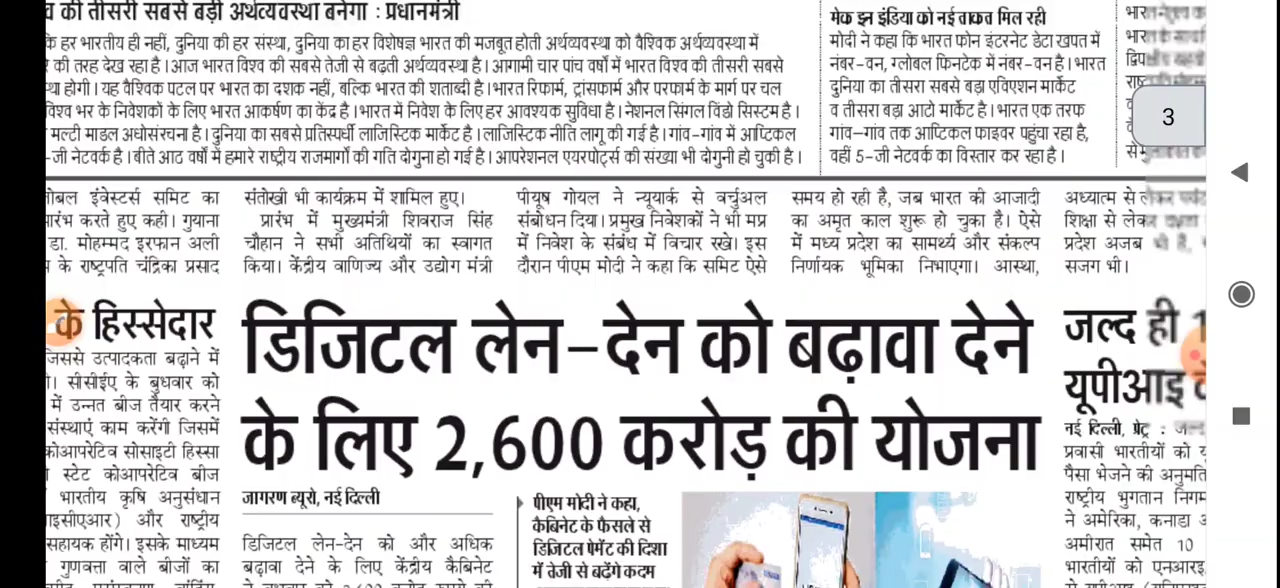 व की तीसरी सबसे बड़ी अर्थव्यवस्था बनेगा : प्रधानमंत्री
कि हर भारतीय ही नहीं, दुनिया की हर संस्था, दुनिया का हर विशेषज्ञ भारत की मजबूत होती अर्थव्यवस्था को वैश्विक अर्थव्यवस्था में
की तरह देख रहा है। आज भारत विश्व की सबसे तेजी से बढ़ती अर्थव्यवस्था है। आगामी चार पांच वर्षों में भारत विश्व की तीसरी सबसे
था होगी। यह वैश्विक पटल पर भारत का दशक नहीं, बल्कि भारत की शताब्दी है। भारत रिफार्म, ट्रांसफार्म और परफार्म के मार्ग पर चल
विश्व भर के निवेशकों के लिए भारत आकर्षण का केंद्र है। भारत में निवेश के लिए हर आवश्यक सुविधा है। नेशनल सिंगल विंडो सिस्टम है।
मल्टी माडल अधोसंरचना है। दुनिया का सबसे प्रतिस्पर्धी लाजिस्टिक मार्केट है। लाजिस्टिक नीति लागू की गई है। गांव-गांव में आप्टिकल
-जी नेटवर्क है। बीते आठ वर्षों में हमारे राष्ट्रीय राजमार्गों की गति दोगुना हो गई है। आपरेशनल एयरपोर्ट्स की संख्या भी दोगुनी हो चुकी है।
मेक इन इंडिया को नई ताकत मिल रही
मोदी ने कहा कि भारत फोन इंटरनेट डेटा खपत में
नंबर-वन, ग्लोबल फिनटेक में नंबर-वन है। भारत
दुनिया का तीसरा सबसे बड़ा एविएशन मार्केट
व तीसरा बड़ा आटो मार्केट है। भारत एक तरफ
गांव-गांव तक आप्टिकल फाइवर पहुंचा रहा है,
वहीं 5-जी नेटवर्क का विस्तार कर रहा है।
3
ोबल इंवेस्टर्स समिट का
ारंभ करते हुए कही। गुयाना
डा. मोहम्मद इरफान अली
के राष्ट्रपति चंद्रिका प्रसाद
संतोखी भी कार्यक्रम में शामिल हुए।
प्रारंभ में मुख्यमंत्री शिवराज सिंह
चौहान ने सभी अतिथियों का स्वागत
किया। केंद्रीय वाणिज्य और उद्योग मंत्री
पीयूष गोयल ने न्यूयार्क से वर्चुअल
संबोधन दिया। प्रमुख निवेशकों ने भी मप्र
में निवेश के संबंध में विचार रखे। इस
दौरान पीएम मोदी ने कहा कि समिट ऐसे
समय हो रही है, जब भारत की आजादी
का अमृत काल शुरू हो चुका है। ऐसे
में मध्य प्रदेश का सामर्थ्य और संकल्प
निर्णायक भूमिका निभाएगा। आस्था,
अध्यात्म से लेकर
शिक्षा से लेकर
प्रदेश अजब भी है,
सजग भी।
के हिस्सेदार
जिससे उत्पादकता बढ़ाने में
सीसीईए के बुधवार को
में उन्नत बीज तैयार करने
संस्थाएं काम करेंगी जिसमें
कोआपरेटिव सोसाइटी हिस्सा
स्टेट कोआपरेटिव बीज
भारतीय कृषि अनुसंधान
ाइसीएआर) और राष्ट्रीय
सहायक होंगे। इसके माध्यम
गुणवत्ता वाले बीजों का
डिजिटल लेन-देन को बढ़ावा देने
के लिए 2,600 करोड़ की योजना
जागरण ब्यूरो, नई दिल्ली
डिजिटल लेन-देन को और अधिक
बढ़ावा देने के लिए केंद्रीय कैबिनेट
पीएम मोदी ने कहा,
कैबिनेट के फैसले से
डिजिटल पेमेंट की दिशा
में तेजी से बढ़ेंगे कदम
जल्द ही 1
यूपीआइ
नई दिल्ली, प्रेट्र :
प्रवासी भारतीयों को
पैसा भेजने की अनुमति
राष्ट्रीय भुगतान निगम
ने अमेरिका, कनाडा
अमीरात समेत 10
भारतीयों को एनआरइ